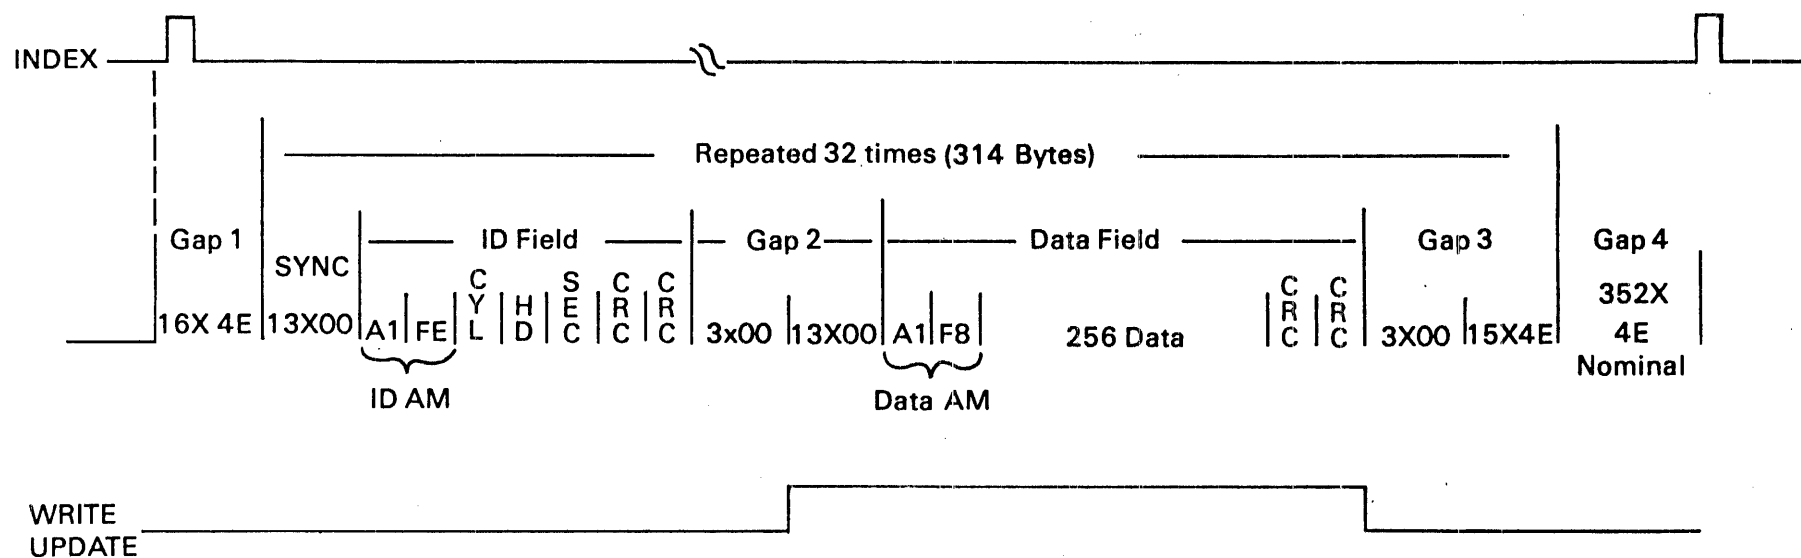 INDEX
Repeated 32 times (314 Bytes)
Gap 1 ID Field Gap 2 Data Field Gap 3 Gap 4
SYNC
16X 4E 13X00 A1 FE CYL HD SEC CRC CRC 3x00 13X00 A1 F8 256 Data CRC CRC 3X00 15X4E 352X
4E
Nominal
ID AM Data AM
WRITE
UPDATE